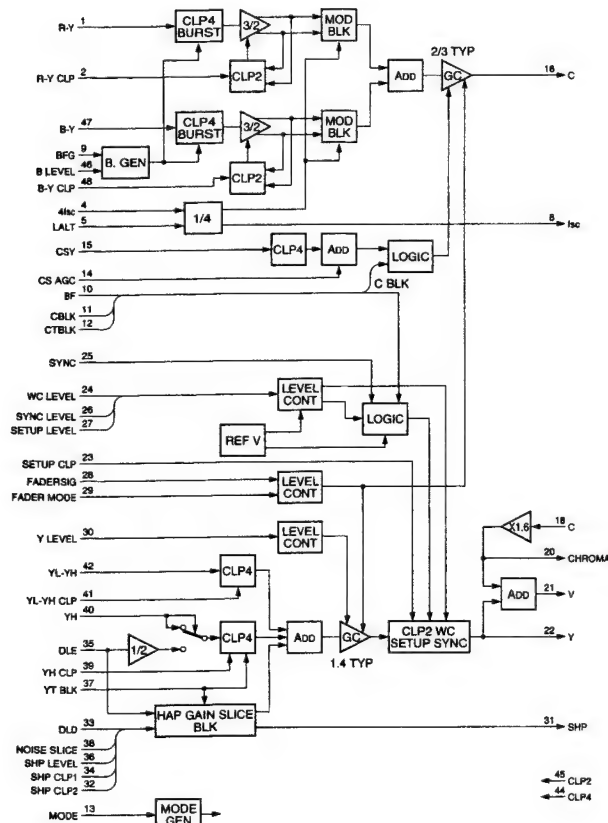 R-Y 1
CLP4 BURST
3/2
MOD BLK
2/3 TYP
R-Y CLP 2
CLP2
ADD
GC
16 C
B-Y 47
CLP4 BURST
3/2
MOD BLK
BFG 9
B LEVEL 46
B. GEN
B-Y CLP 48
CLP2
4fsc 4
LALT 5
1/4
8 fsc
CSY 15
CLP4
ADD
LOGIC
CS AGC 14
BF 10
C BLK
CBLK 11
CTBLK 12
SYNC 25
WC LEVEL 24
LEVEL CONT
SYNC LEVEL 26
SETUP LEVEL 27
LOGIC
REF V
SETUP CLP 23
FADERSIG 28
FADER MODE 29
LEVEL CONT
Y LEVEL 30
LEVEL CONT
X1.6
18 C
20 CHROMA
YL-YH 42
CLP4
YL-YH CLP 41
ADD
21 V
YH 40
DLE 35
1/2
CLP4
ADD
GC
CLP2 WC SETUP SYNC
22 Y
1.4 TYP
YH CLP 39
YT BLK 37
HAP GAIN SLICE BLK
31 SHP
DLD 33
NOISE SLICE 38
SHP LEVEL 36
SHP CLP1 34
SHP CLP2 32
45 CLP2
44 CLP4
MODE 13
MODE GEN